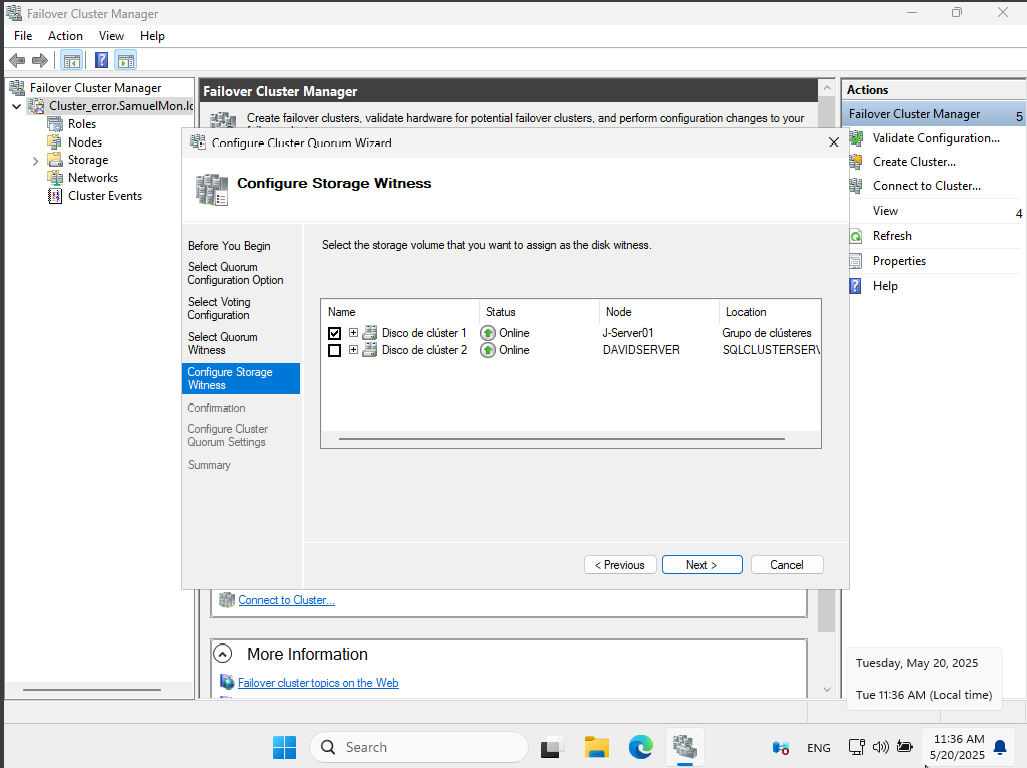 Failover Cluster Manager
File Action View Help
Failover Cluster Manager
Cluster_error.SamuelMon.lo
Roles
Nodes
Storage
Networks
Cluster Events
Failover Cluster Manager
Create failover clusters, validate hardware for potential failover clusters, and perform configuration changes to your
Configure Cluster Quorum Wizard
Configure Storage Witness
Before You Begin
Select Quorum
Configuration Option
Select Voting
Configuration
Select Quorum
Witness
Configure Storage
Witness
Confirmation
Configure Cluster
Quorum Settings
Summary
Select the storage volume that you want to assign as the disk witness.
Name Status Node Location
Disco de clúster 1 Online J-Server01 Grupo de clústeres
Disco de clúster 2 Online DAVIDSERVER SQLCLUSTERSERV
< Previous Next > Cancel
Connect to Cluster...
More Information
Failover cluster topics on the Web
Actions
Failover Cluster Manager 5
Validate Configuration...
Create Cluster...
Connect to Cluster...
View 4
Refresh
Properties
Help
Tuesday, May 20, 2025
Tue 11:36 AM (Local time)
Search
ENG
11:36 AM
5/20/2025